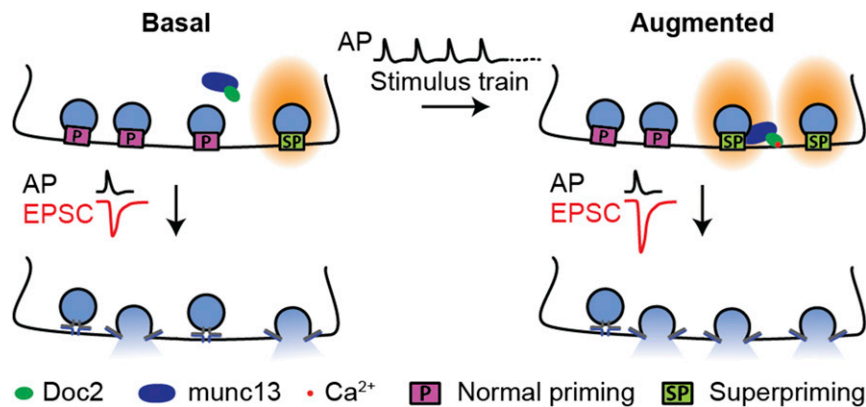 Basal
AP
Stimulus train
Augmented
P P P SP
P P SP SP
AP
EPSC
AP
EPSC
Doc2 munc13 Ca²⁺ P Normal priming SP Superpriming